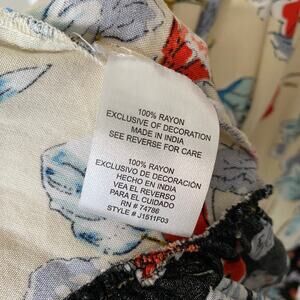 100% RAYON
EXCLUSIVE OF DECORATION
MADE IN INDIA
SEE REVERSE FOR CARE
100% RAYON
EXCLUSIVO DE DECORACIÓN
HECHO EN INDIA
VEA EL REVERSO
PARA EL CUIDADO
RN # 74786
STYLE # J1511F03